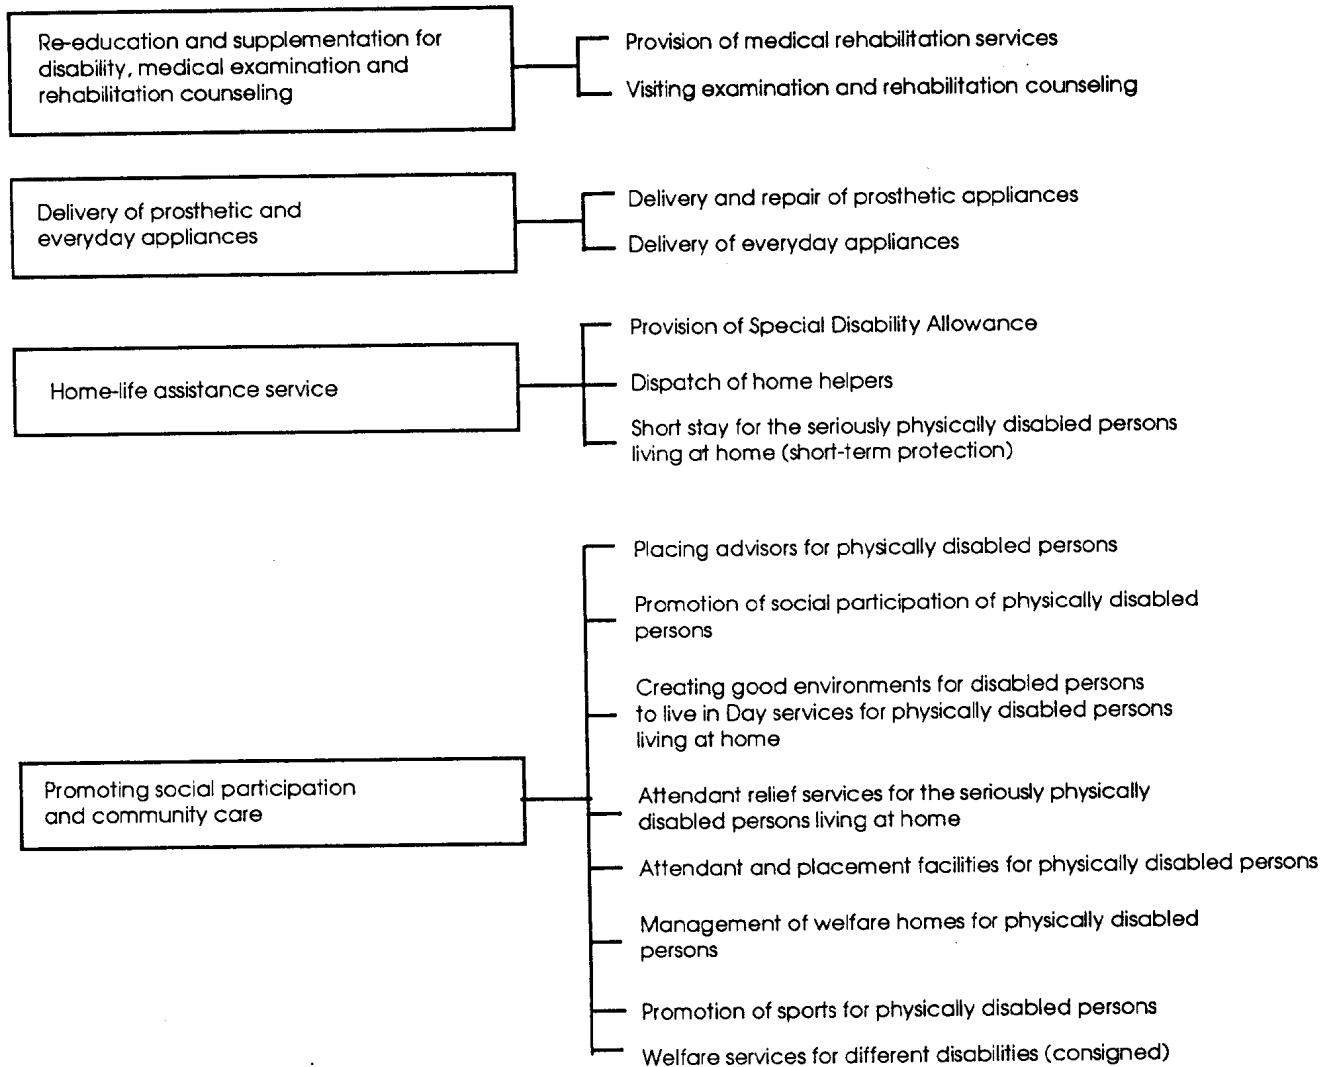 Re-education and supplementation for
disability, medical examination and
rehabilitation counseling
Provision of medical rehabilitation services
Visiting examination and rehabilitation counseling
Delivery of prosthetic and
everyday appliances
Delivery and repair of prosthetic appliances
Delivery of everyday appliances
Home-life assistance service
Provision of Special Disability Allowance
Dispatch of home helpers
Short stay for the seriously physically disabled persons
living at home (short-term protection)
Promoting social participation
and community care
Placing advisors for physically disabled persons
Promotion of social participation of physically disabled
persons
Creating good environments for disabled persons
to live in Day services for physically disabled persons
living at home
Attendant relief services for the seriously physically
disabled persons living at home
Attendant and placement facilities for physically disabled persons
Management of welfare homes for physically disabled
persons
Promotion of sports for physically disabled persons
Welfare services for different disabilities (consigned)